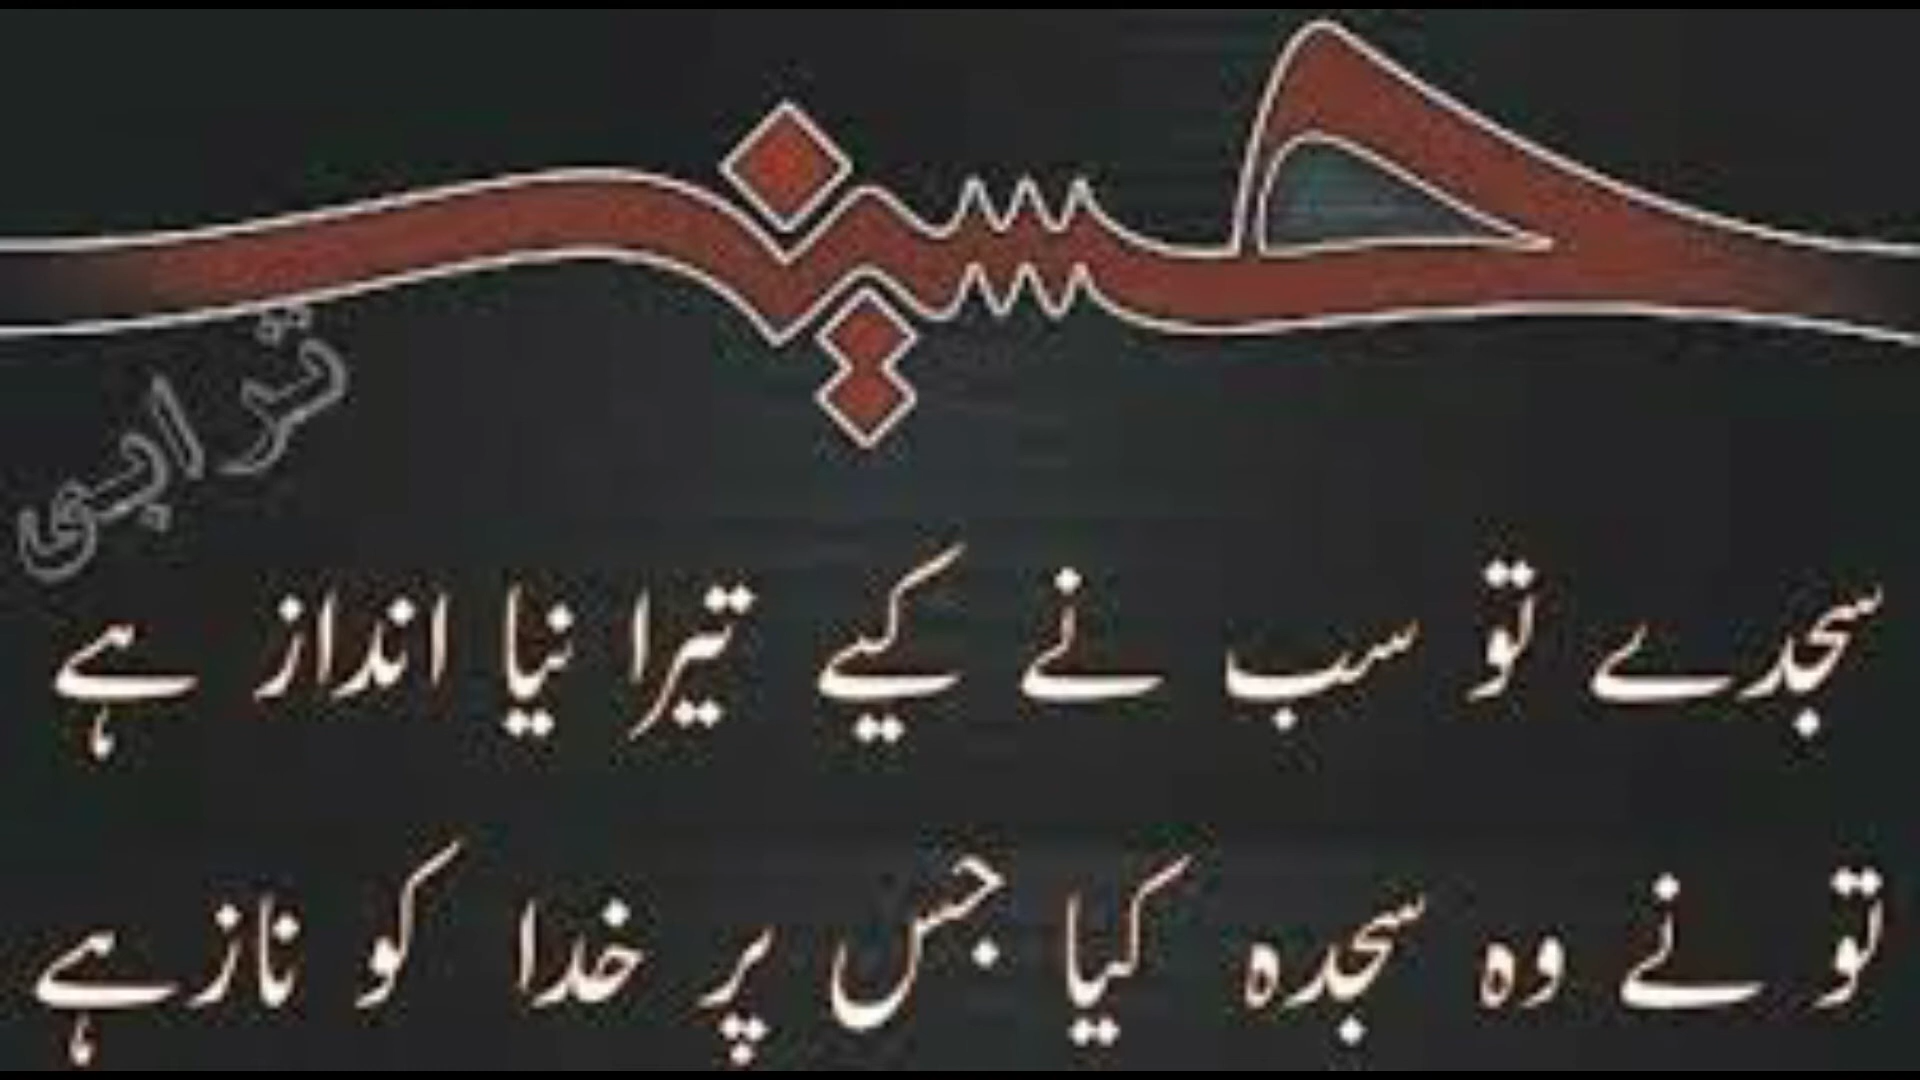 حسین
ترابی
سجدے تو سب نے کیے تیرا نیا انداز ہے
تو نے وہ سجدہ کیا جس پر خدا کو ناز ہے